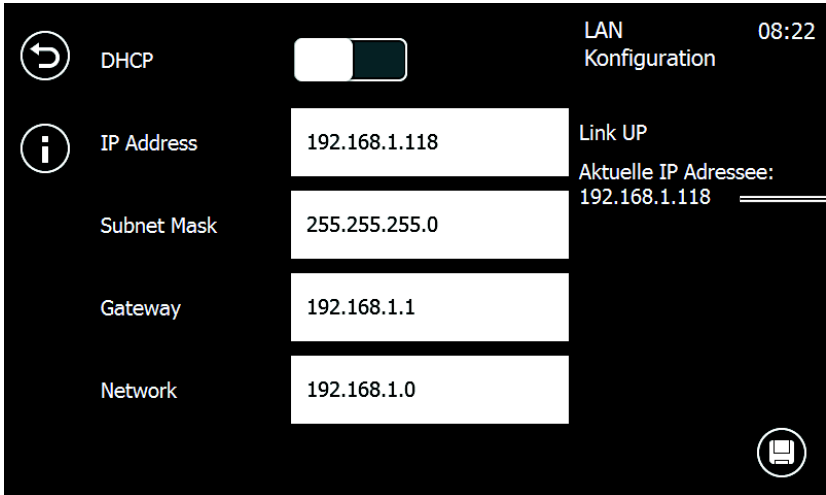 LAN 08:22
Konfiguration
DHCP
IP Address 192.168.1.118
Link UP
Aktuelle IP Adressee:
192.168.1.118
Subnet Mask 255.255.255.0
Gateway 192.168.1.1
Network 192.168.1.0